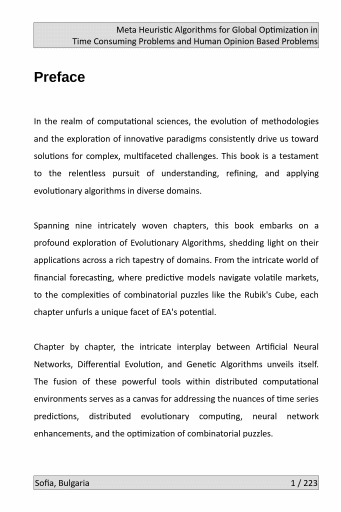 Meta Heuristic Algorithms for Global Optimization in
Time Consuming Problems and Human Opinion Based Problems
Preface
In the realm of computational sciences, the evolution of methodologies
and the exploration of innovative paradigms consistently drive us toward
solutions for complex, multifaceted challenges. This book is a testament
to the relentless pursuit of understanding, refining, and applying
evolutionary algorithms in diverse domains.
Spanning nine intricately woven chapters, this book embarks on a
profound exploration of Evolutionary Algorithms, shedding light on their
applications across a rich tapestry of domains. From the intricate world of
financial forecasting, where predictive models navigate volatile markets,
to the complexities of combinatorial puzzles like the Rubik's Cube, each
chapter unfurls a unique facet of EA's potential.
Chapter by chapter, the intricate interplay between Artificial Neural
Networks, Differential Evolution, and Genetic Algorithms unveils itself.
The fusion of these powerful tools within distributed computational
environments serves as a canvas for addressing the nuances of time series
predictions, distributed evolutionary computing, neural network
enhancements, and the optimization of combinatorial puzzles.
Sofia, Bulgaria 1 / 223